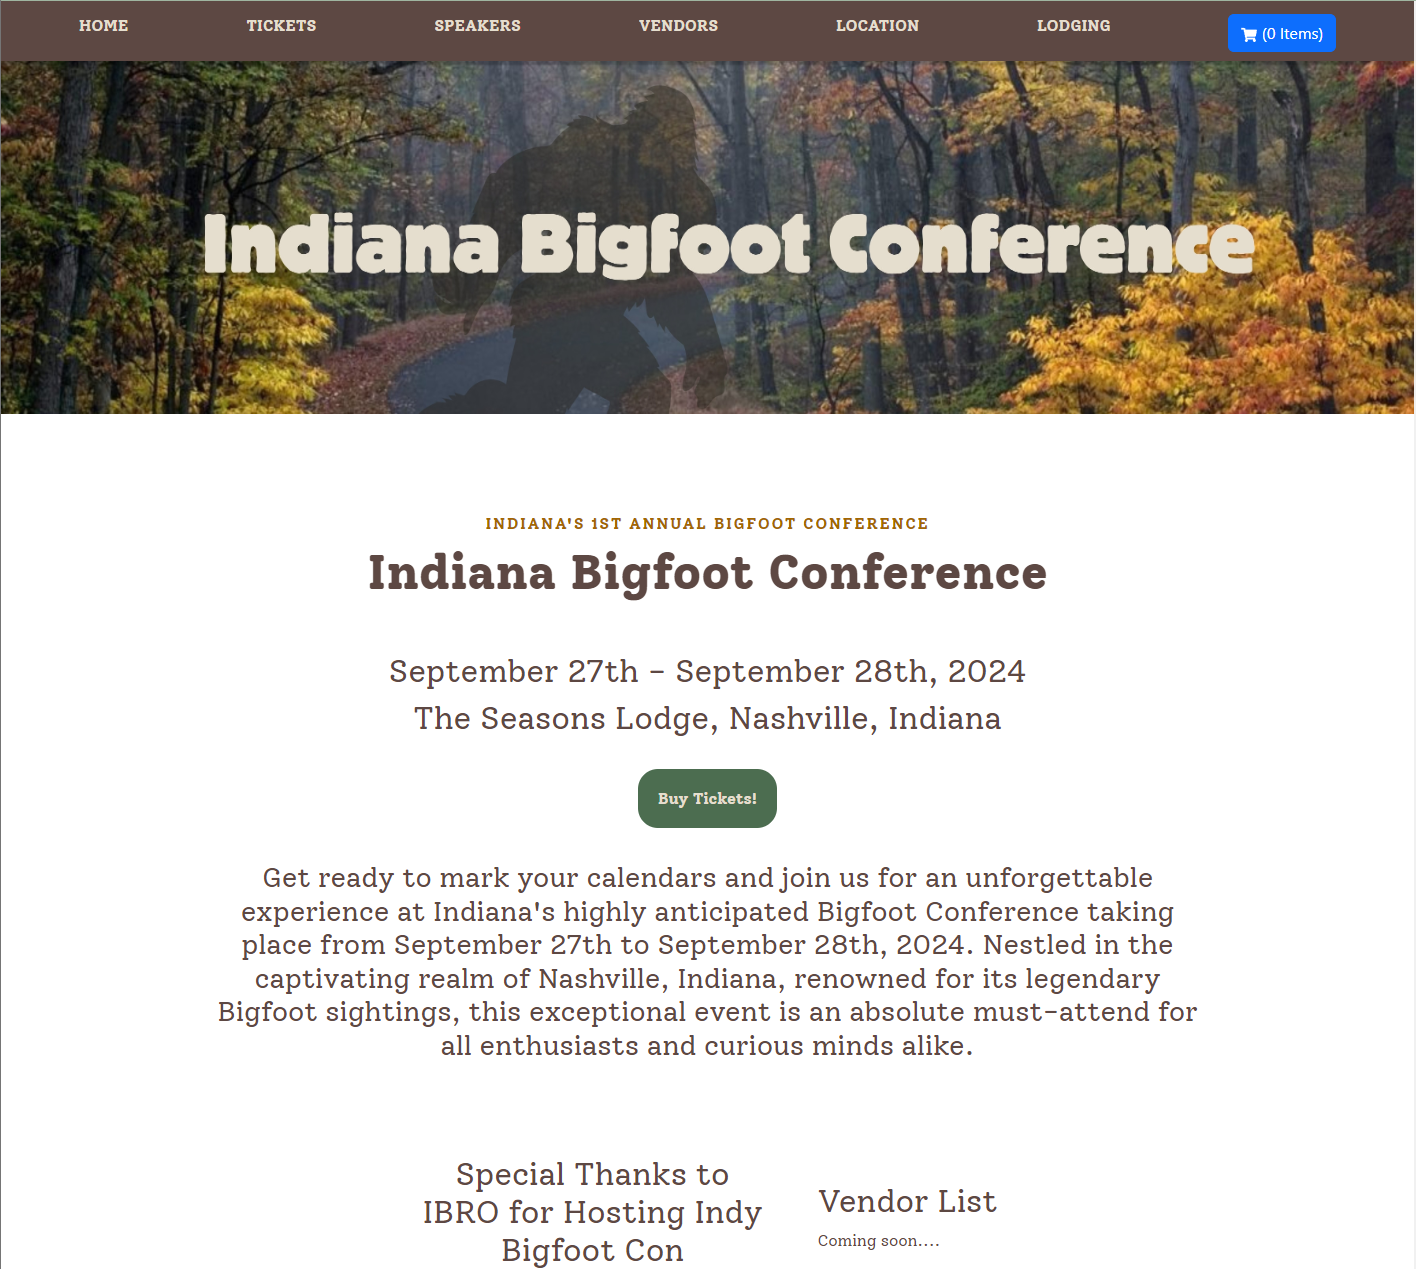 HOME TICKETS SPEAKERS VENDORS LOCATION LODGING (0 Items)
Indiana Bigfoot Conference
INDIANA'S 1ST ANNUAL BIGFOOT CONFERENCE
Indiana Bigfoot Conference
September 27th - September 28th, 2024
The Seasons Lodge, Nashville, Indiana
Buy Tickets!
Get ready to mark your calendars and join us for an unforgettable
experience at Indiana's highly anticipated Bigfoot Conference taking
place from September 27th to September 28th, 2024. Nestled in the
captivating realm of Nashville, Indiana, renowned for its legendary
Bigfoot sightings, this exceptional event is an absolute must-attend for
all enthusiasts and curious minds alike.
Special Thanks to
IBRO for Hosting Indy
Bigfoot Con
Vendor List
Coming soon....